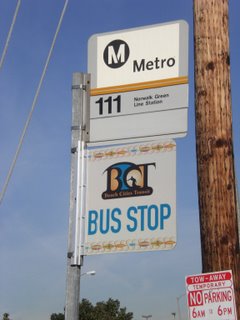 M Metro
111 Norwalk Green
Line Station
BCT
Beach Cities Transit
BUS STOP
TOW-AWAY
TEMPORARY
NO PARKING
6AM TO 6PM